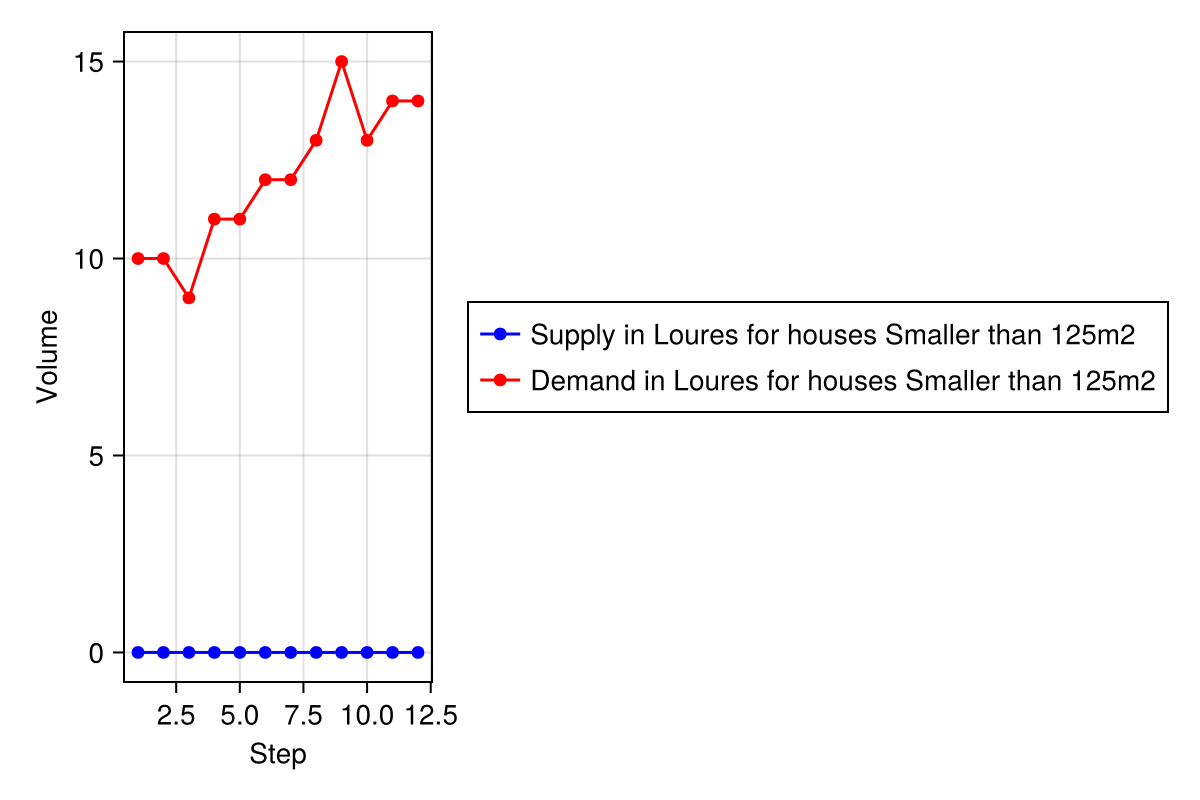 15
10
5
0
Volume
2.5 5.0 7.5 10.0 12.5
Step
Supply in Loures for houses Smaller than 125m2
Demand in Loures for houses Smaller than 125m2